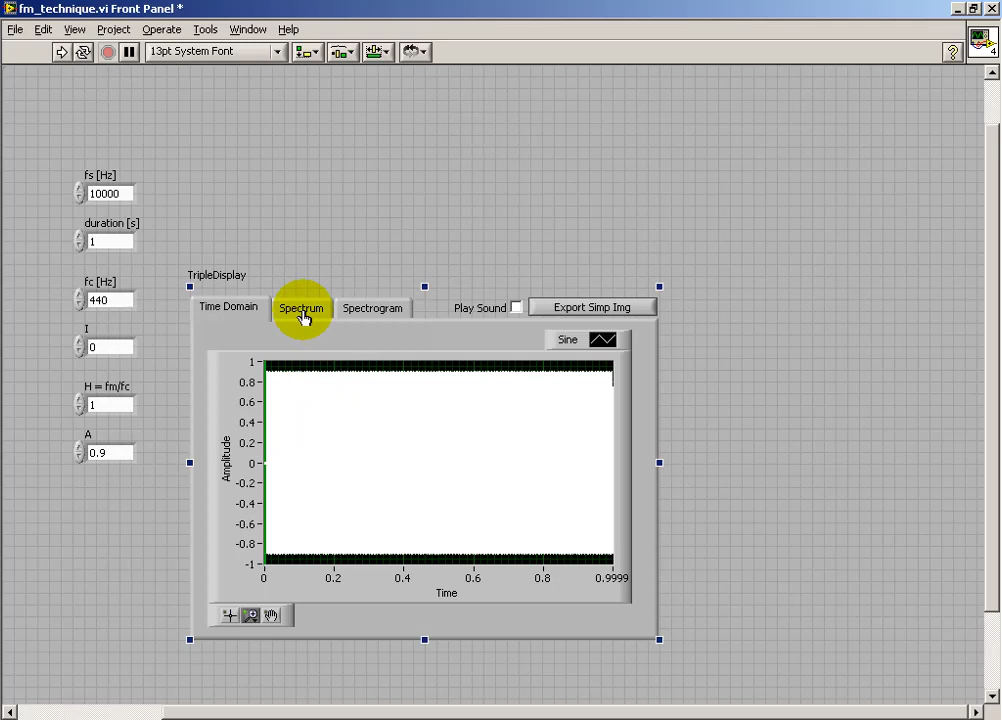 fm_technique.vi Front Panel *
File Edit View Project Operate Tools Window Help
13pt System Font
?
4
fs [Hz]
10000
duration [s]
1
fc [Hz]
440
I
0
H = fm/fc
1
A
0.9
TripleDisplay
Time Domain Spectrum Spectrogram Play Sound Export Simp Img
Sine
1
0.8
0.6
0.4
0.2
0
-0.2
-0.4
-0.6
-0.8
-1
Amplitude
0 0.2 0.4 0.6 0.8 0.9999
Time